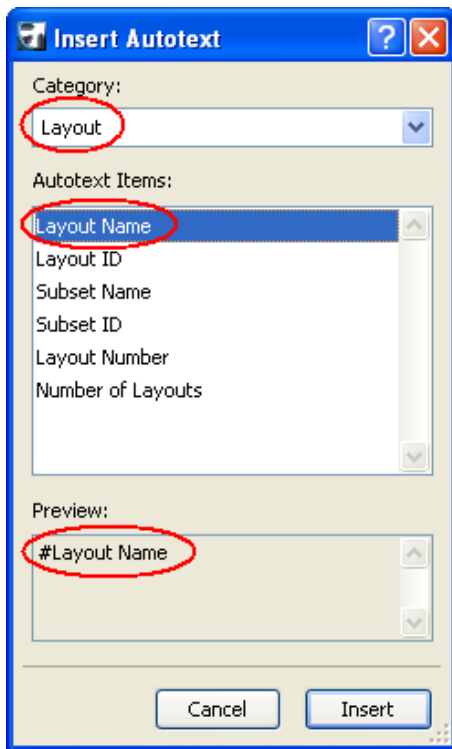 Insert Autotext
Category:
Layout
Autotext Items:
Layout Name
Layout ID
Subset Name
Subset ID
Layout Number
Number of Layouts
Preview:
#Layout Name
Cancel
Insert